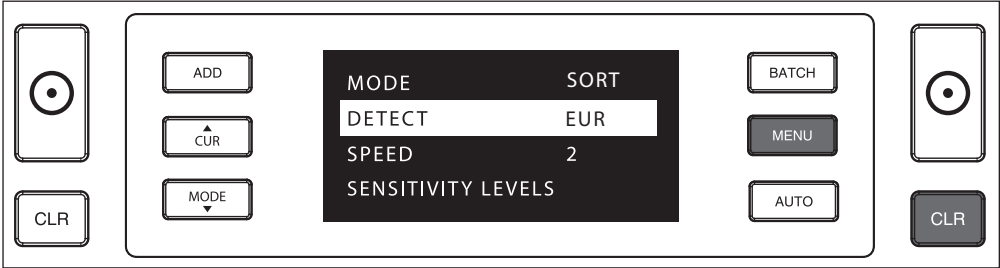 ADD
CUR
MODE
CLR
MODE SORT
DETECT EUR
SPEED 2
SENSITIVITY LEVELS
BATCH
MENU
AUTO
CLR